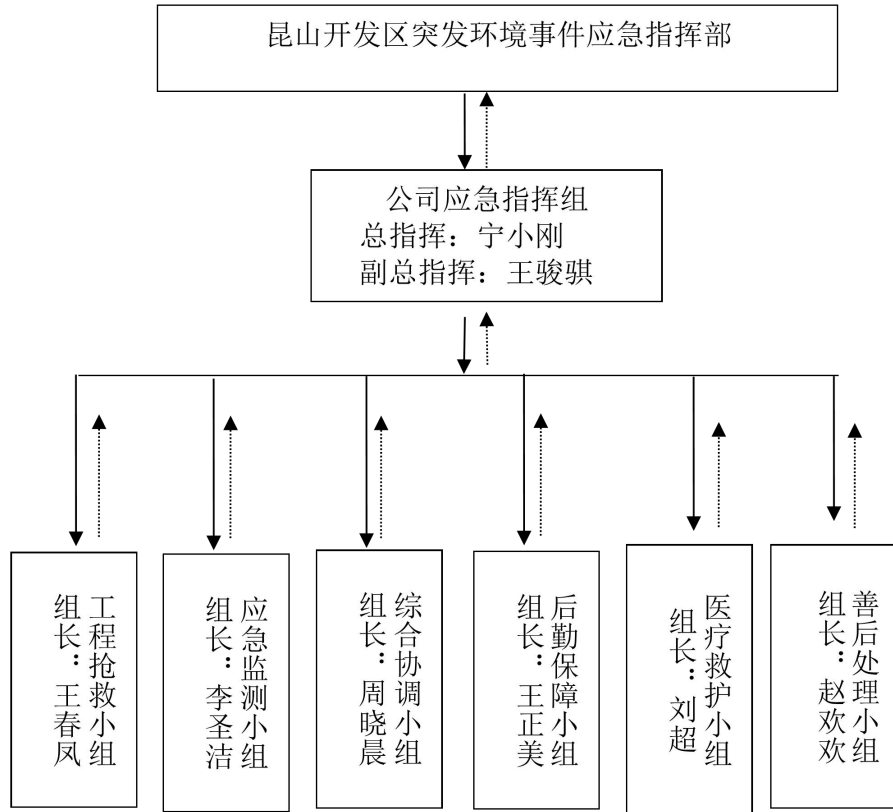 昆山开发区突发环境事件应急指挥部
公司应急指挥组
总指挥：宁小刚
副总指挥：王骏骐
工程抢救小组
组长：王春凤
应急监测小组
组长：李圣洁
综合协调小组
组长：周晓晨
后勤保障小组
组长：王正美
医疗救护小组
组长：刘超
善后处理小组
组长：赵欢欢